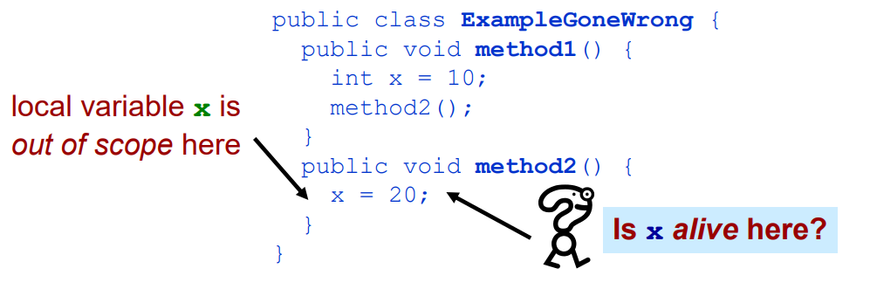 public class ExampleGoneWrong {
public void method1() {
int x = 10;
method2();
}
public void method2() {
x = 20;
}
}
local variable x is
out of scope here
Is x alive here?